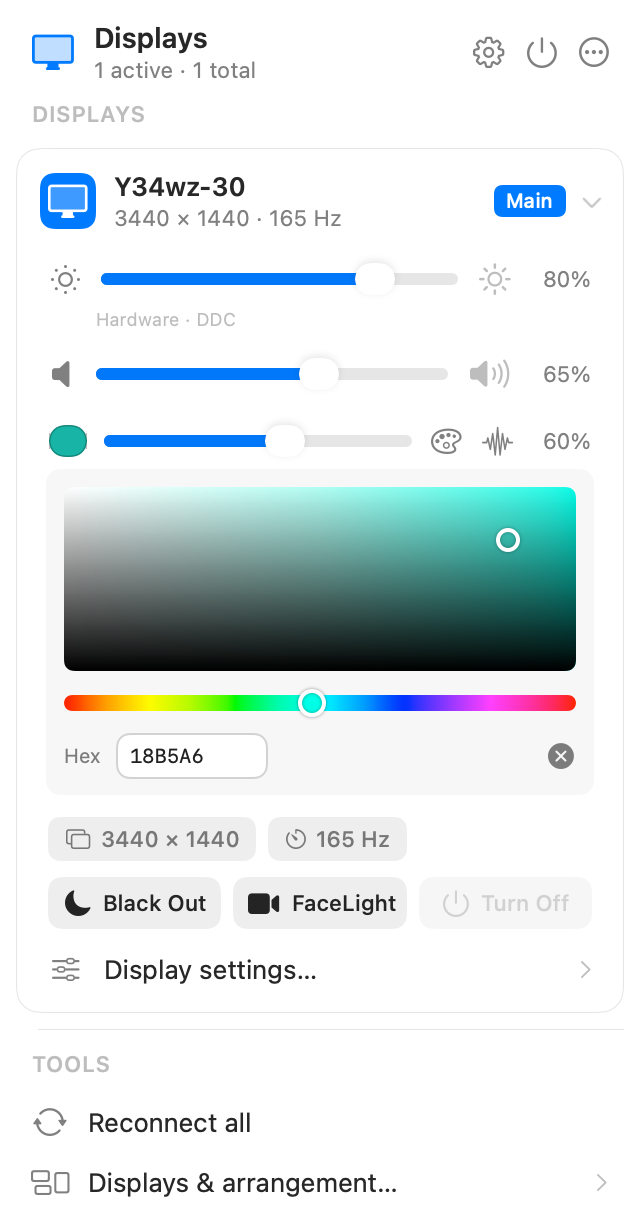 Displays
1 active · 1 total
DISPLAYS
Y34wz-30
Main
3440 × 1440 · 165 Hz
80%
Hardware · DDC
65%
60%
Hex 18B5A6
3440 × 1440 165 Hz
Black Out FaceLight Turn Off
Display settings...
TOOLS
Reconnect all
Displays & arrangement...